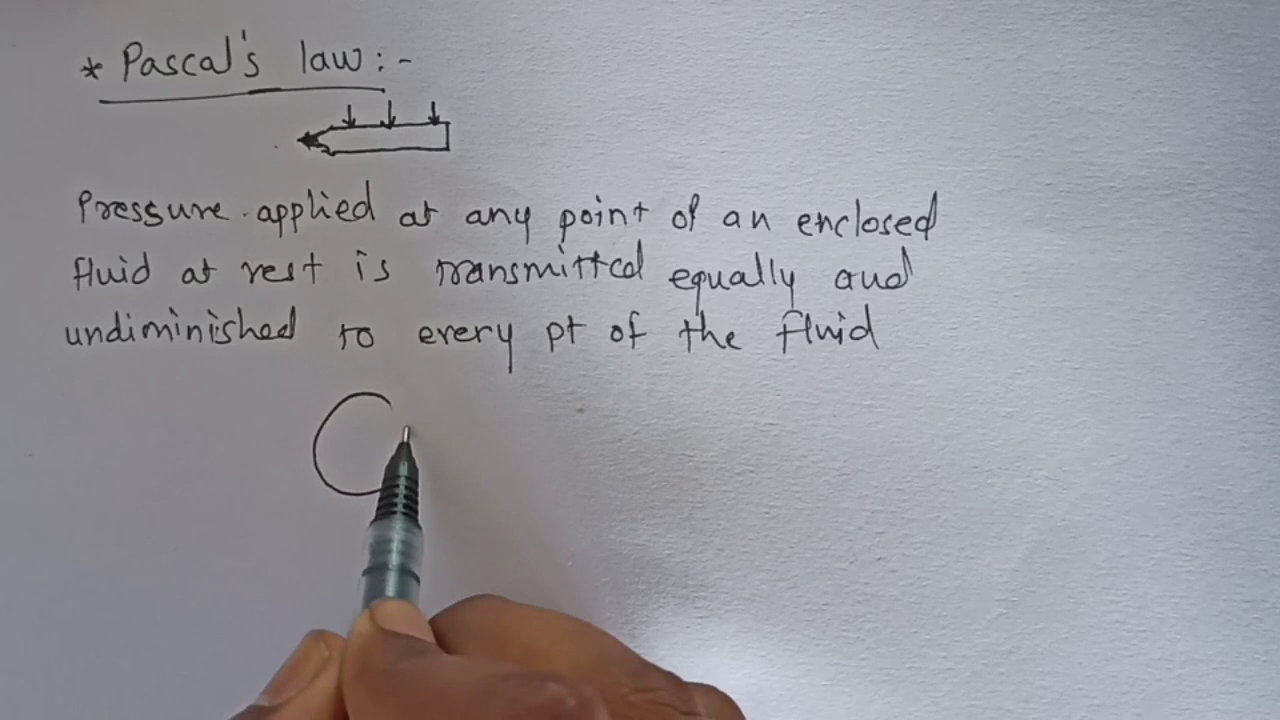 * Pascal's law:-
Pressure applied at any point of an enclosed
fluid at rest is transmitted equally and
undiminished to every pt of the fluid